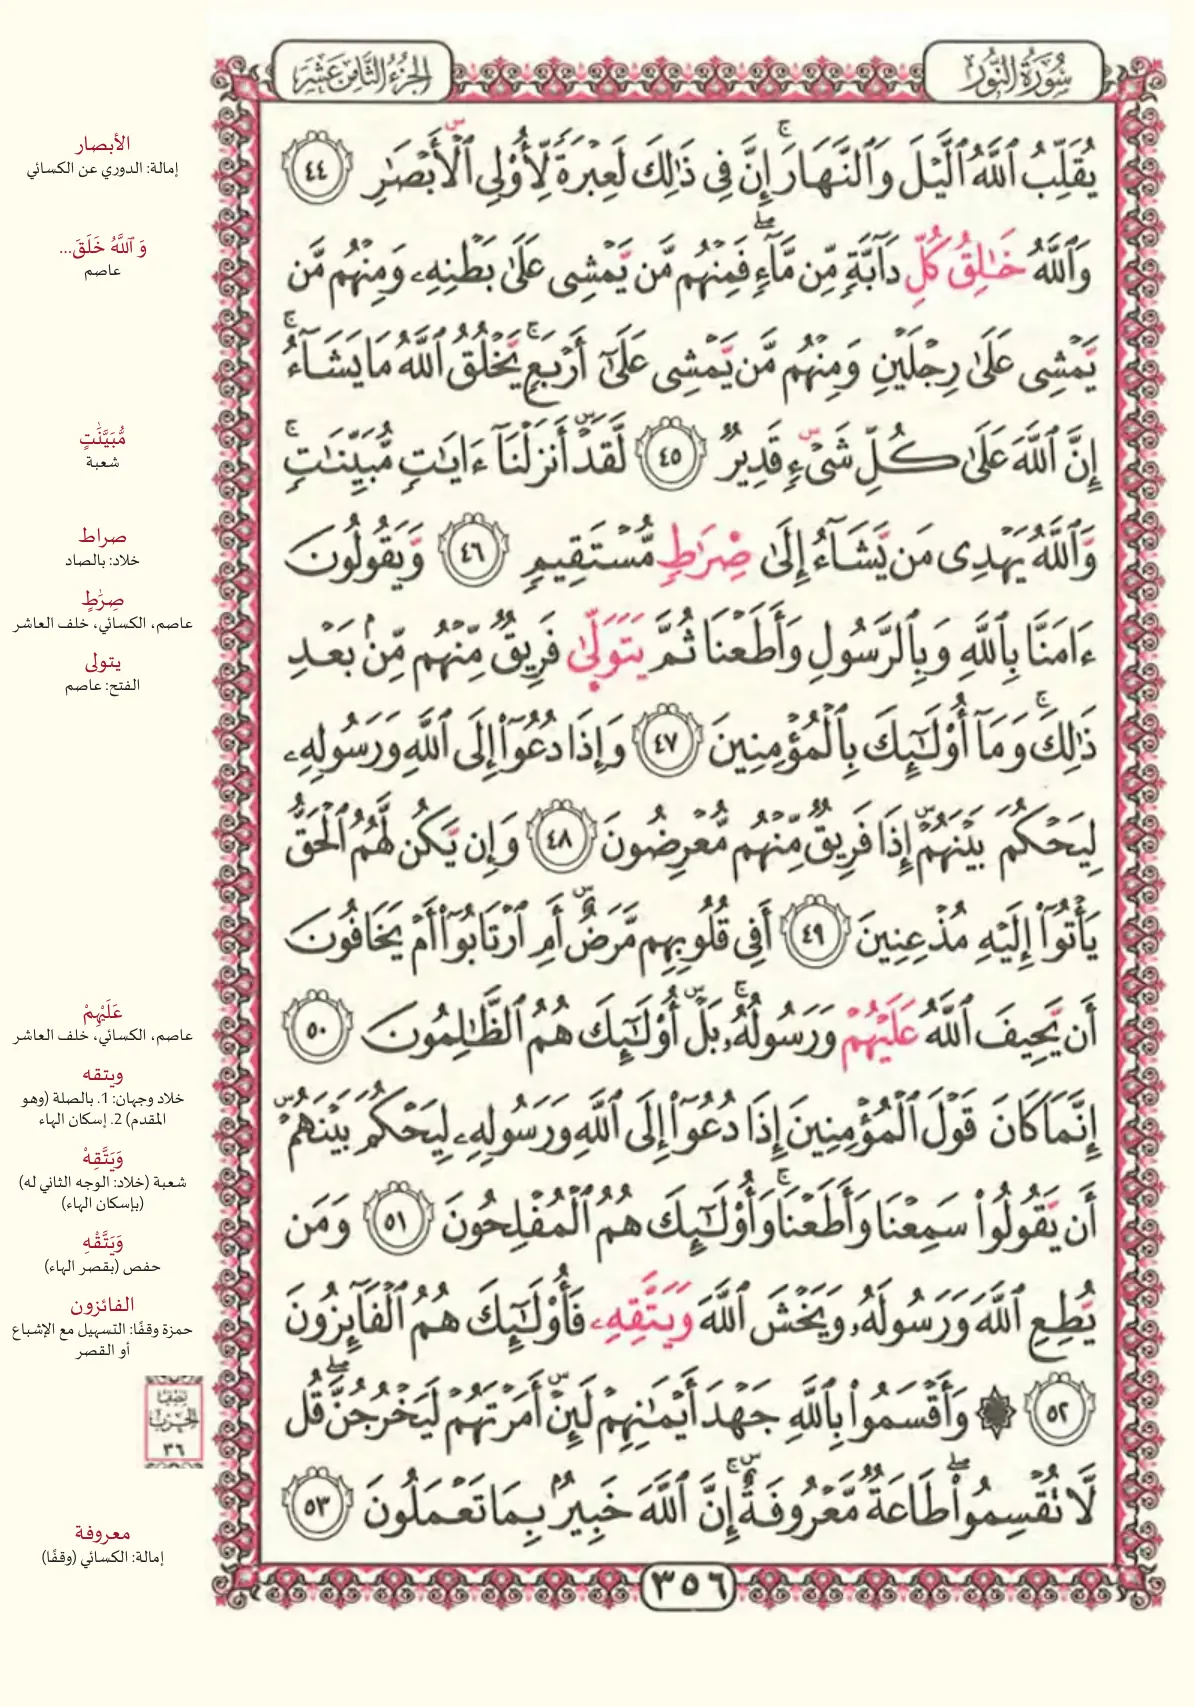 سُورَةُ النُّورِ
الجُزْءُ الثَّامِنَ عَشَرَ
يُقَلِّبُ ٱللَّهُ ٱلَّيۡلَ وَٱلنَّهَارَۚ إِنَّ فِي ذَٰلِكَ لَعِبۡرَةٗ لِّأُوْلِي ٱلۡأَبۡصَٰرِ ٤٤
وَٱللَّهُ خَٰلِقُ كُلِّ دَآبَّةٖ مِّن مَّآءٖۖ فَمِنۡهُم مَّن يَّمۡشِي عَلَىٰ بَطۡنِهِۦ وَمِنۡهُم مَّن
يَّمۡشِي عَلَىٰ رِجۡلَيۡنِ وَمِنۡهُم مَّن يَّمۡشِي عَلَىٰٓ أَرۡبَعٖۚ يَّخۡلُقُ ٱللَّهُ مَا يَشَآءُۚ
إِنَّ ٱللَّهَ عَلَىٰ كُلِّ شَيۡءٖ قَدِيرٞ ٤٥ لَّقَدۡ أَنزَلۡنَآ ءَايَٰتٖ مُّبَيِّنَٰتٖۚ
وَّٱللَّهُ يَهۡدِي مَن يَّشَآءُ إِلَىٰ صِرَٰطٖ مُّسۡتَقِيمٖ ٤٦ وَّيَقُولُونَ
ءَامَنَّا بِٱللَّهِ وَبِٱلرَّسُولِ وَأَطَعۡنَا ثُمَّ يَتَوَلَّىٰ فَرِيقٞ مِّنۡهُم مِّنۢ بَعۡدِ
ذَٰلِكَۚ وَمَآ أُوْلَٰٓئِكَ بِٱلۡمُؤۡمِنِينَ ٤٧ وَإِذَا دُعُوٓاْ إِلَى ٱللَّهِ وَرَسُولِهِۦ
لِيَحۡكُمَ بَيۡنَهُمۡ إِذَا فَرِيقٞ مِّنۡهُم مُّعۡرِضُونَ ٤٨ وَإِن يَّكُن لَّهُمُ ٱلۡحَقُّ
يَأۡتُوٓاْ إِلَيۡهِ مُذۡعِنِينَ ٤٩ أَفِي قُلُوبِهِم مَّرَضٌ أَمِ ٱرۡتَابُوٓاْ أَمۡ يَخَافُونَ
أَن يَّحِيفَ ٱللَّهُ عَلَيۡهُمۡ وَرَسُولُهُۥۚ بَلۡ أُوْلَٰٓئِكَ هُمُ ٱلظَّٰلِمُونَ ٥٠
إِنَّمَا كَانَ قَوۡلَ ٱلۡمُؤۡمِنِينَ إِذَا دُعُوٓاْ إِلَى ٱللَّهِ وَرَسُولِهِۦ لِيَحۡكُمَ بَيۡنَهُمۡ
أَن يَّقُولُواْ سَمِعۡنَا وَأَطَعۡنَاۚ وَأُوْلَٰٓئِكَ هُمُ ٱلۡمُفۡلِحُونَ ٥١ وَمَن
يُّطِعِ ٱللَّهَ وَرَسُولَهُۥ وَيَخۡشَ ٱللَّهَ وَيَتَّقِهِۦ فَأُوْلَٰٓئِكَ هُمُ ٱلۡفَآئِزُونَ
٥٢ ۞ وَأَقۡسَمُواْ بِٱللَّهِ جَهۡدَ أَيۡمَٰنِهِمۡ لَئِنۡ أَمَرۡتَهُمۡ لَيَخۡرُجُنَّۖ قُل
لَّا تُقۡسِمُواْۖ طَاعَةٞ مَّعۡرُوفَةٌۚ إِنَّ ٱللَّهَ خَبِيرُۢ بِمَا تَعۡمَلُونَ ٥٣
٣٥٦
الأبصار
إمالة: الدوري عن الكسائي
وَٱللَّهُ خَلَقَ...
عاصم
مُّبَيَّنَٰتٖ
شعبة
صراط
خلاد: بالصاد
صِرَٰطٖ
عاصم، الكسائي، خلف العاشر
يتولى
الفتح: عاصم
عَلَيْهِمْ
عاصم، الكسائي، خلف العاشر
ويتقه
خلاد وجهان: 1. بالصلة (وهو
المقدم) 2. إسكان الهاء
وَيَتَّقِهْ
شعبة (خلاد: الوجه الثاني له)
(بإسكان الهاء)
وَيَتَّقْهِ
حفص (بقصر الهاء)
الفائزون
حمزة وقفًا: التسهيل مع الإشباع
أو القصر
نصف
الحزب
٣٦
معروفة
إمالة: الكسائي (وقفًا)